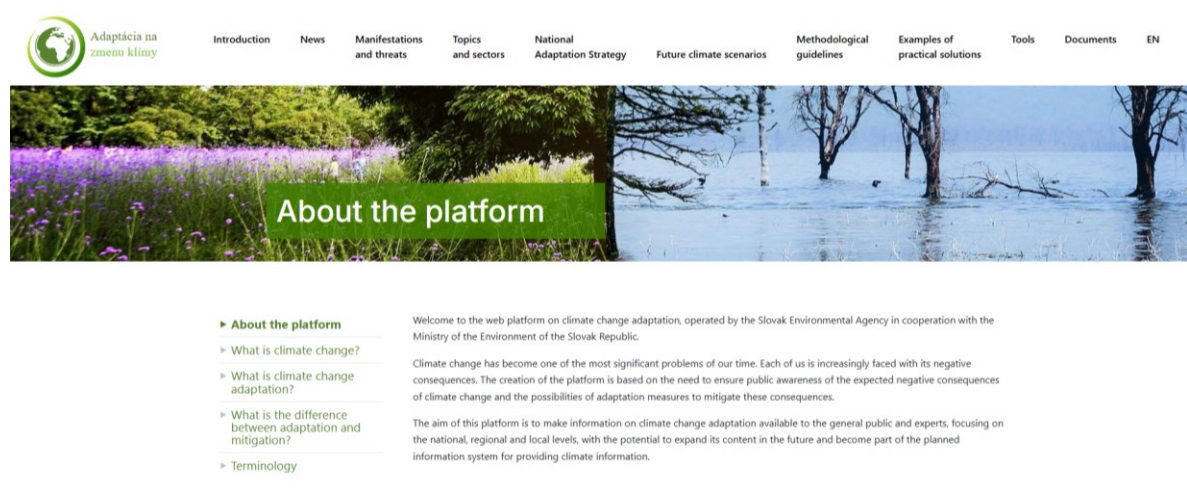 Adaptácia na
zmenu klímy
Introduction
News
Manifestations
and threats
Topics
and sectors
National
Adaptation Strategy
Future climate scenarios
Methodological
guidelines
Examples of
practical solutions
Tools
Documents
EN
About the platform
About the platform
What is climate change?
What is climate change
adaptation?
What is the difference
between adaptation and
mitigation?
Terminology
Welcome to the web platform on climate change adaptation, operated by the Slovak Environmental Agency in cooperation with the
Ministry of the Environment of the Slovak Republic.
Climate change has become one of the most significant problems of our time. Each of us is increasingly faced with its negative
consequences. The creation of the platform is based on the need to ensure public awareness of the expected negative consequences
of climate change and the possibilities of adaptation measures to mitigate these consequences.
The aim of this platform is to make information on climate change adaptation available to the general public and experts, focusing on
the national, regional and local levels, with the potential to expand its content in the future and become part of the planned
information system for providing climate information.